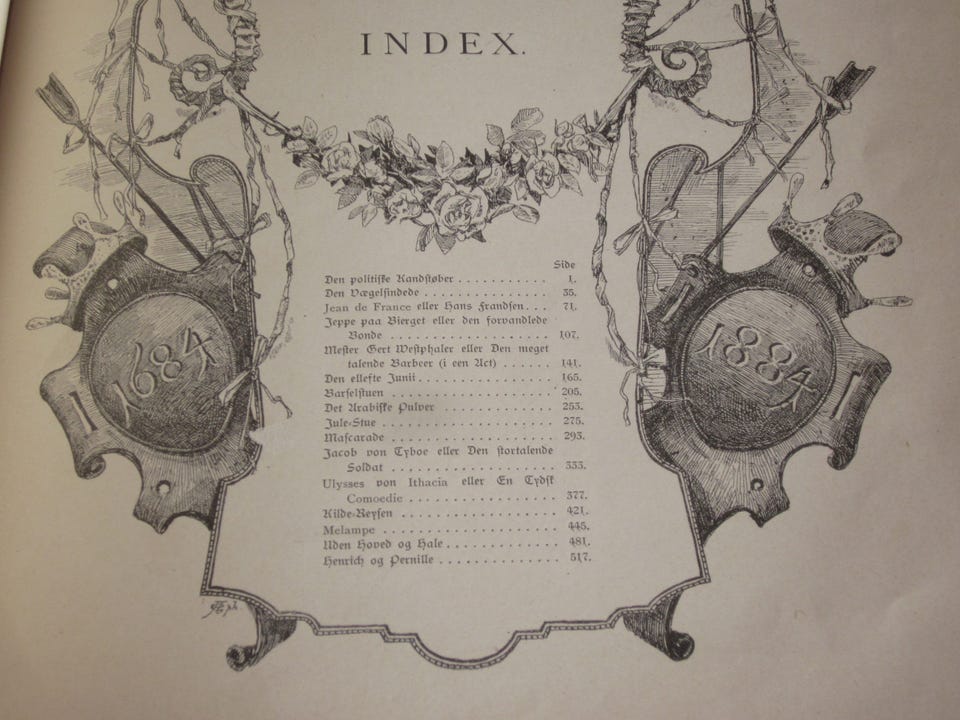 INDEX.
1684
1884
Side
Den politiske Kandstøber . . . . . . . . . . . 1.
Den Vægelsindede . . . . . . . . . . . . . . . 35.
Jean de France eller Hans Frandsen . . . 71.
Jeppe paa Bierget eller den forvandlede
Bonde . . . . . . . . . . . . . . . . . 107.
Mester Gert Westphaler eller Den meget
talende Barbeer (i een Act) . . . . . . 141.
Den ellefte Junii . . . . . . . . . . . . . . . . 165.
Barselstuen . . . . . . . . . . . . . . . . . . . 205.
Det Arabiske Pulver . . . . . . . . . . . . . 253.
Jule-Stue . . . . . . . . . . . . . . . . . . . . 275.
Mascarade . . . . . . . . . . . . . . . . . . . 293.
Jacob von Tyboe eller Den stortalende
Soldat . . . . . . . . . . . . . . . . . 333.
Ulysses von Ithacia eller En Tydsk
Comoedie . . . . . . . . . . . . . . . 377.
Kilde-Reysen . . . . . . . . . . . . . . . . . 421.
Melampe . . . . . . . . . . . . . . . . . . . . 445.
Uden Hoved og Hale . . . . . . . . . . . . . 481.
Henrich og Pernille . . . . . . . . . . . . . . 517.